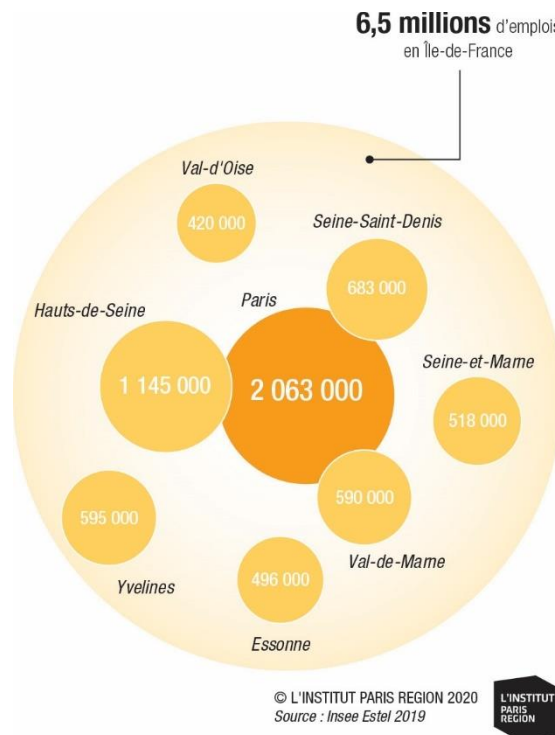 6,5 millions d'emplois
en Île-de-France
Val-d'Oise
420 000
Seine-Saint-Denis
683 000
Paris
Hauts-de-Seine
1 145 000
2 063 000
Seine-et-Marne
518 000
595 000
590 000
Val-de-Marne
Yvelines
496 000
Essonne
© L'INSTITUT PARIS REGION 2020
Source : Insee Estel 2019
L'INSTITUT
PARIS
REGION